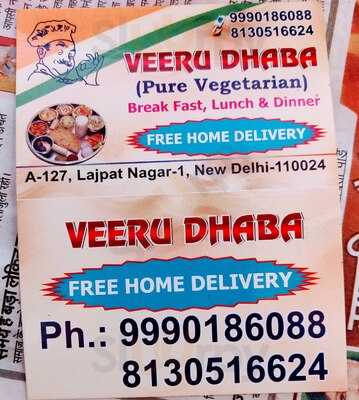 9990186088
8130516624
VEERU DHABA
(Pure Vegetarian)
Break Fast, Lunch & Dinner
FREE HOME DELIVERY
A-127, Lajpat Nagar-1, New Delhi-110024
VEERU DHABA
FREE HOME DELIVERY
Ph.: 9990186088
8130516624